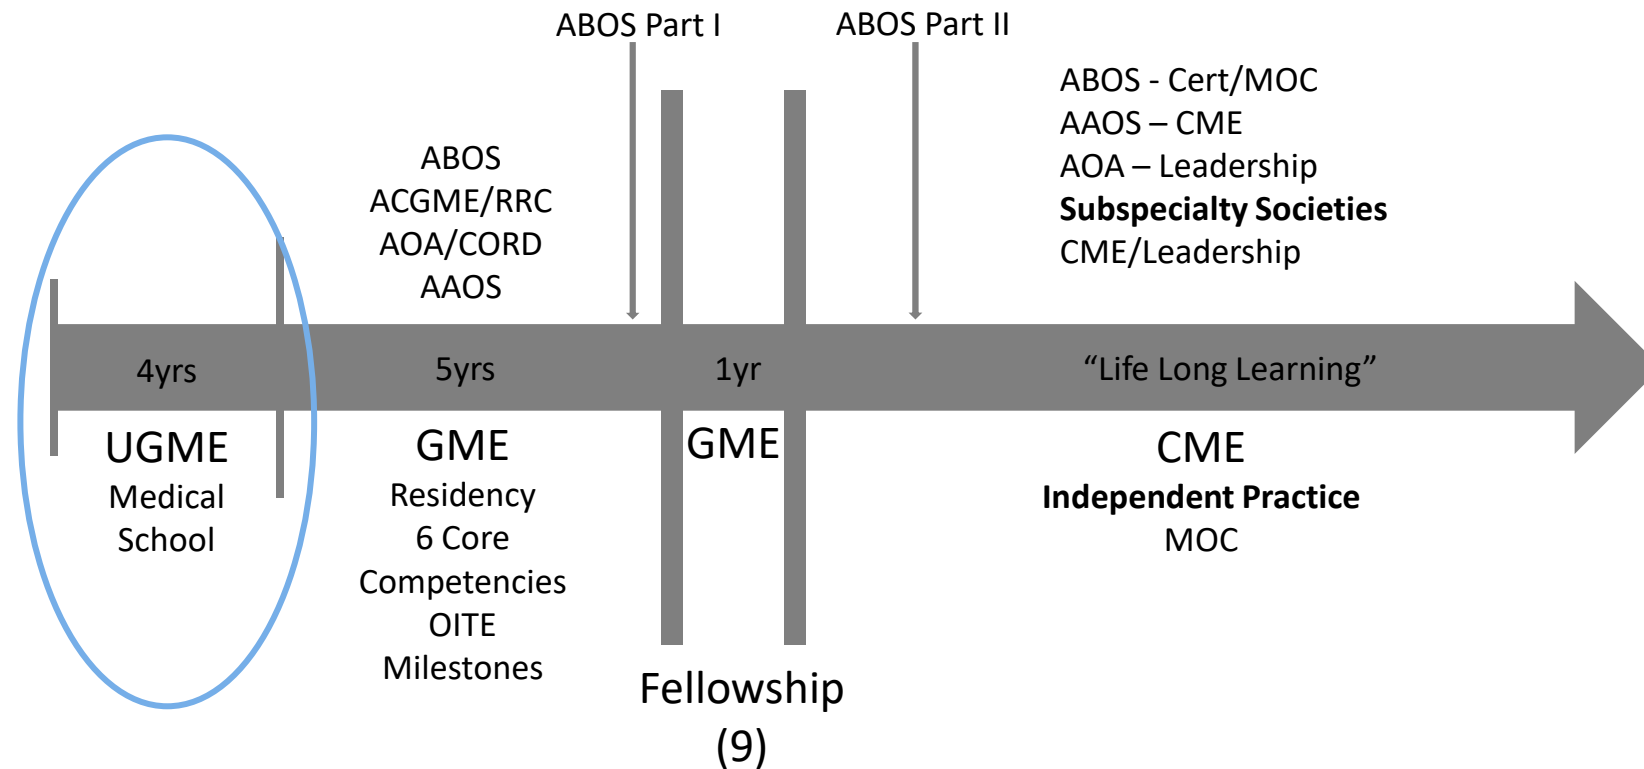 ABOS Part I
ABOS Part II
ABOS - Cert/MOC
AAOS – CME
AOA – Leadership
Subspecialty Societies
CME/Leadership
ABOS
ACGME/RRC
AOA/CORD
AAOS
4yrs
5yrs
1yr
“Life Long Learning”
UGME
Medical
School
GME
Residency
6 Core
Competencies
OITE
Milestones
GME
Fellowship
(9)
CME
Independent Practice
MOC